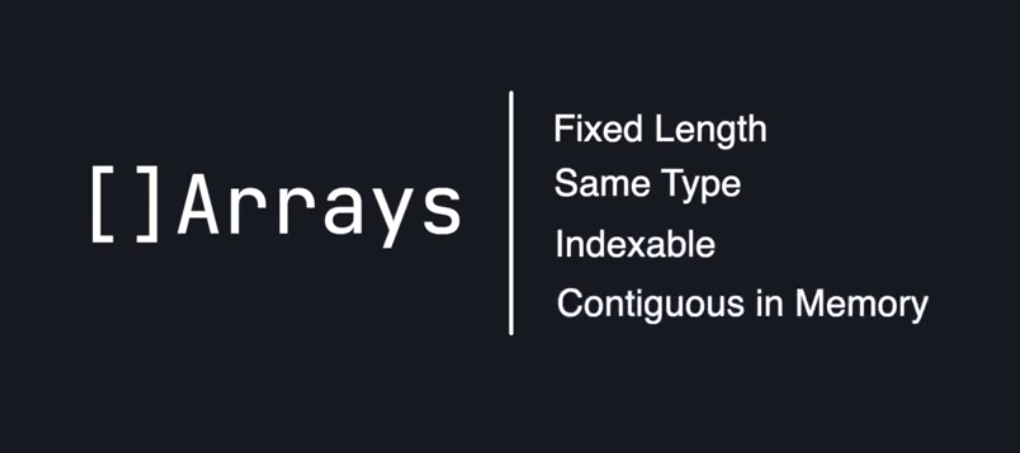 []Arrays
Fixed Length
Same Type
Indexable
Contiguous in Memory